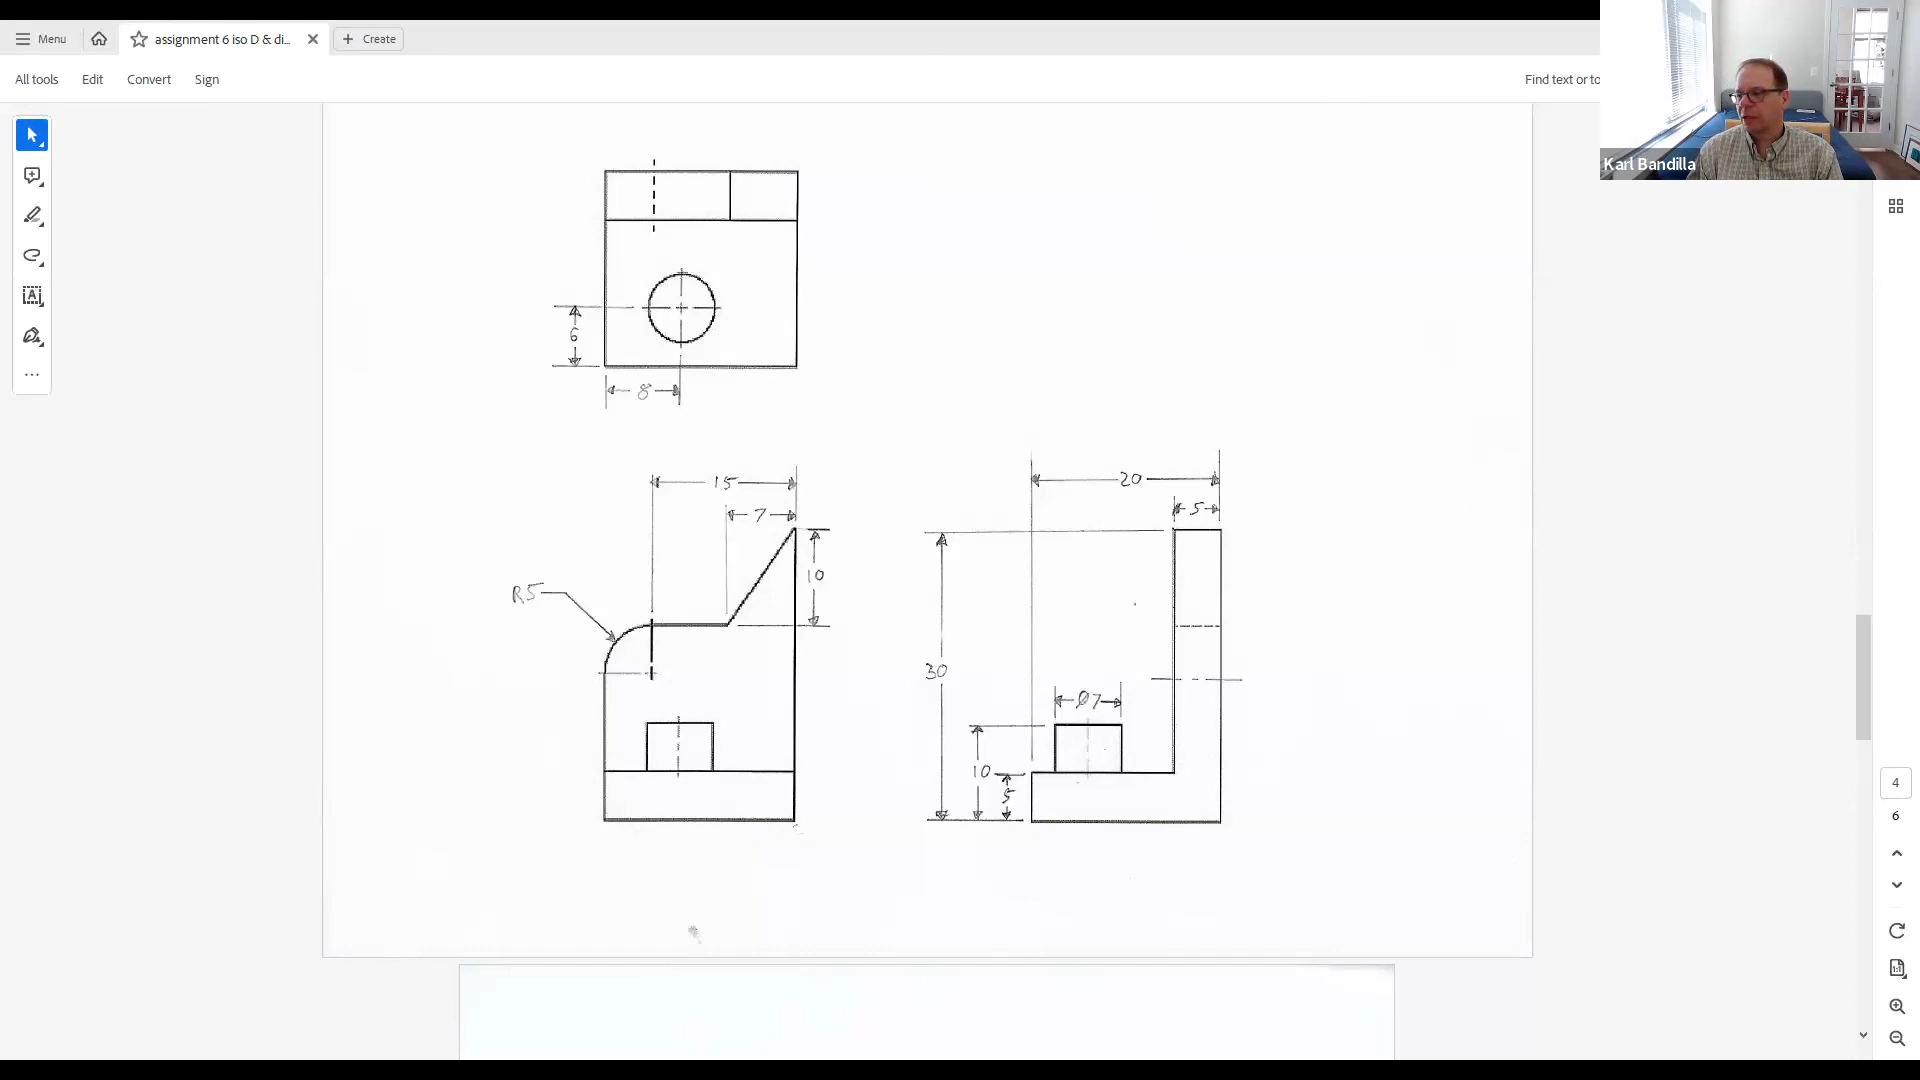 Menu
assignment 6 iso D & di...
Create
All tools
Edit
Convert
Sign
Find text or to
Karl Bandilla
6
8
15
7
10
R5
20
5
30
Ø7
10
5
4
6